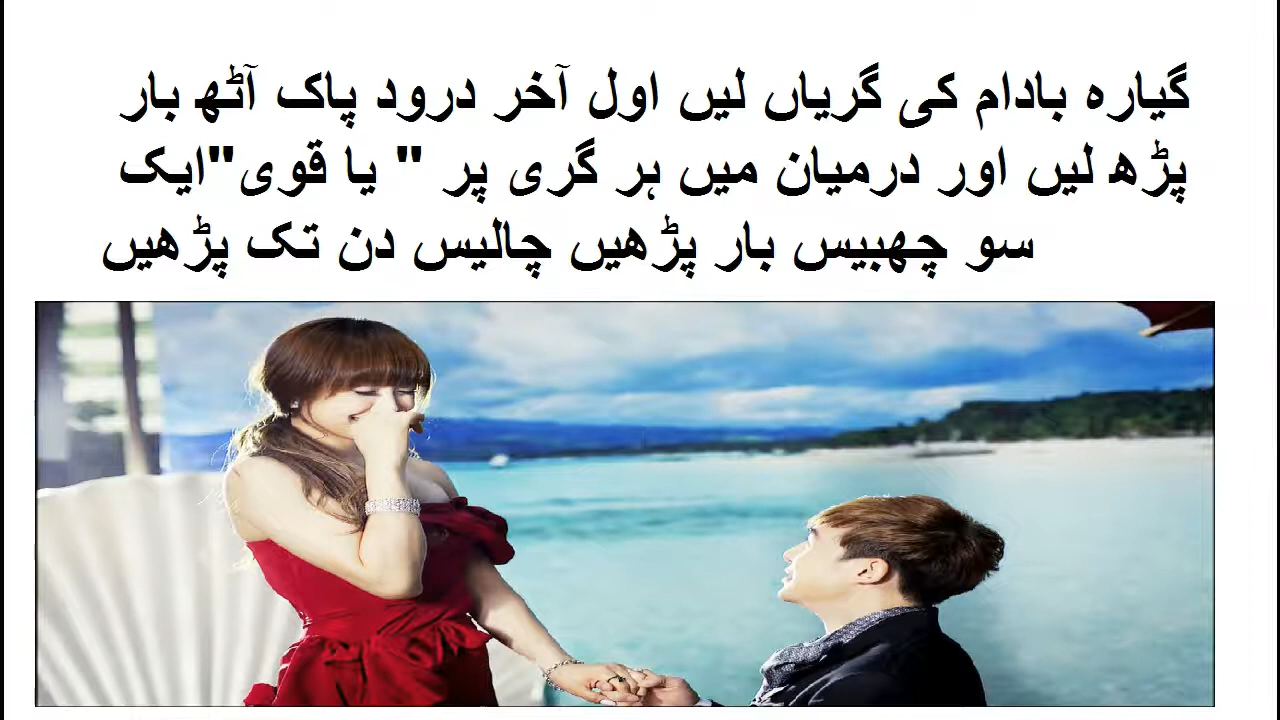 گیارہ بادام کی گریاں لیں اول آخر درود پاک آٹھ بار
پڑھ لیں اور درمیان میں ہر گری پر " یا قوی"ایک
سو چھبیس بار پڑھیں چالیس دن تک پڑھیں